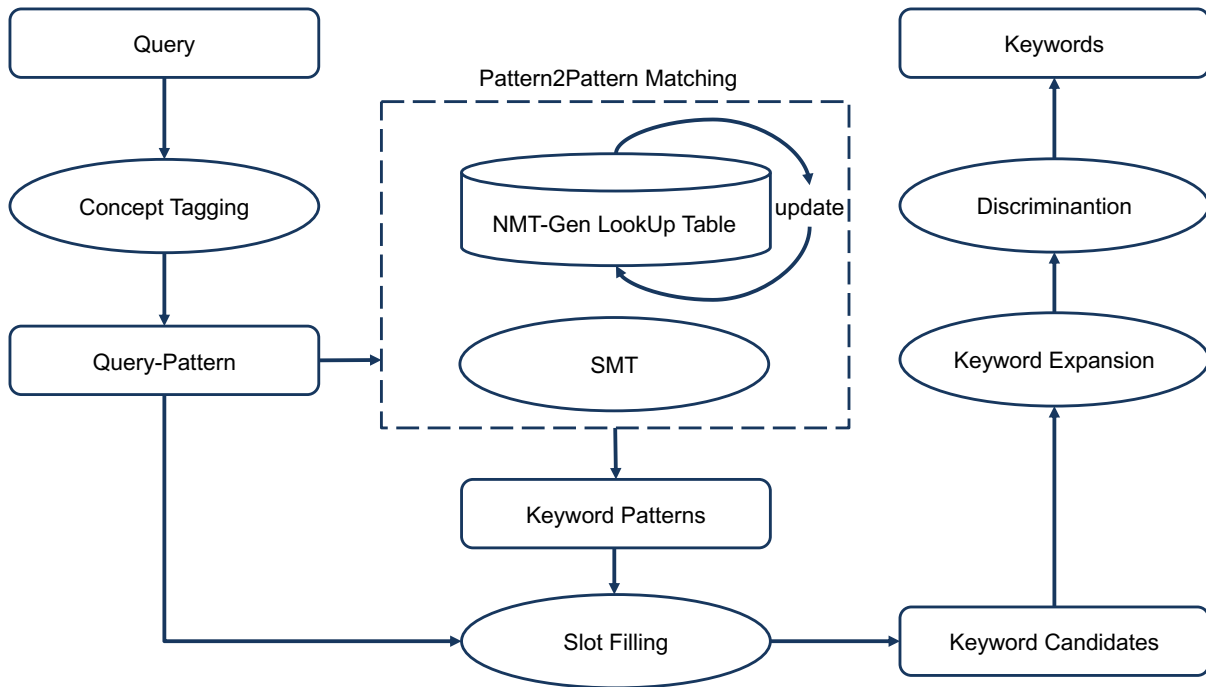 Query
Keywords
Pattern2Pattern Matching
Concept Tagging
NMT-Gen LookUp Table
update
Discriminantion
Query-Pattern
SMT
Keyword Expansion
Keyword Patterns
Slot Filling
Keyword Candidates